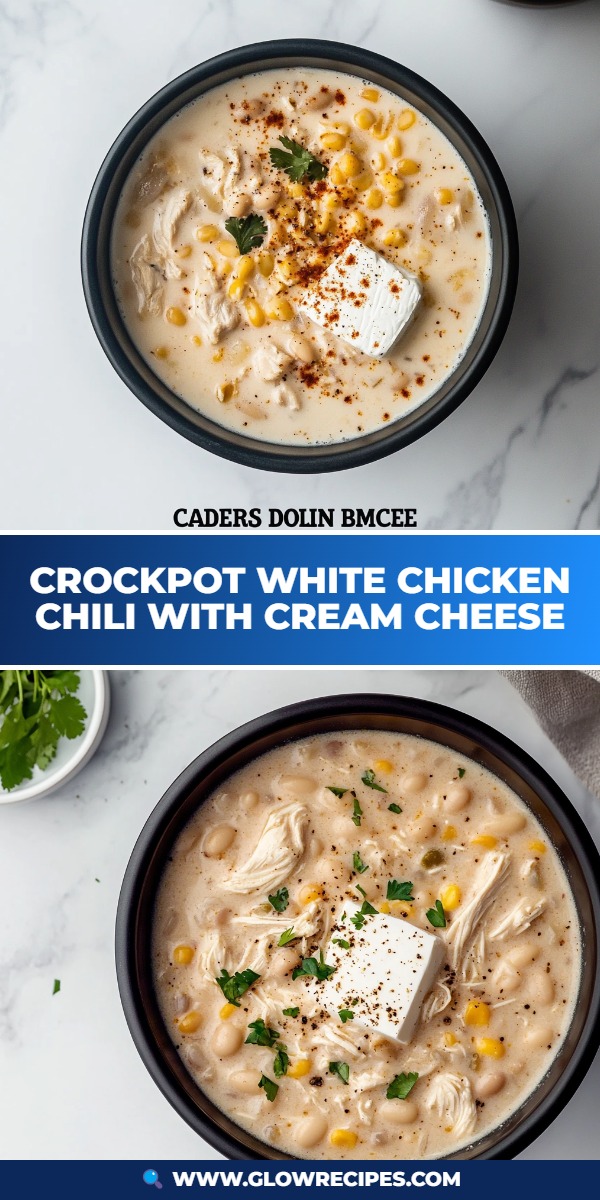 CADERS DOLIN BMCEE
CROCKPOT WHITE CHICKEN
CHILI WITH CREAM CHEESE
WWW.GLOWRECIPES.COM